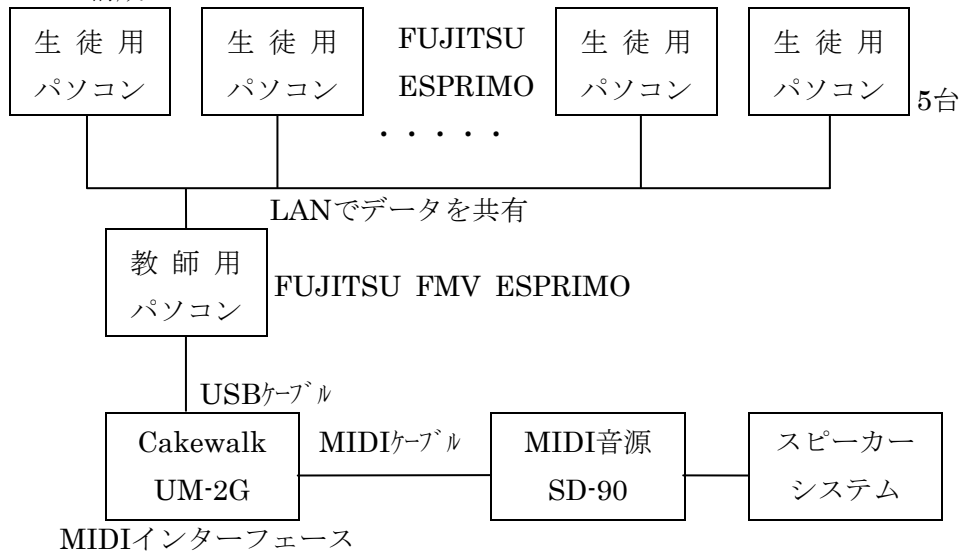 生徒用
パソコン
生徒用
パソコン
FUJITSU
ESPRIMO
・・・・・
生徒用
パソコン
生徒用
パソコン
5台
LANでデータを共有
教師用
パソコン
FUJITSU FMV ESPRIMO
USBｹｰﾌﾞﾙ
Cakewalk
UM-2G
MIDIｹｰﾌﾞﾙ
MIDI音源
SD-90
スピーカー
システム
MIDIインターフェース